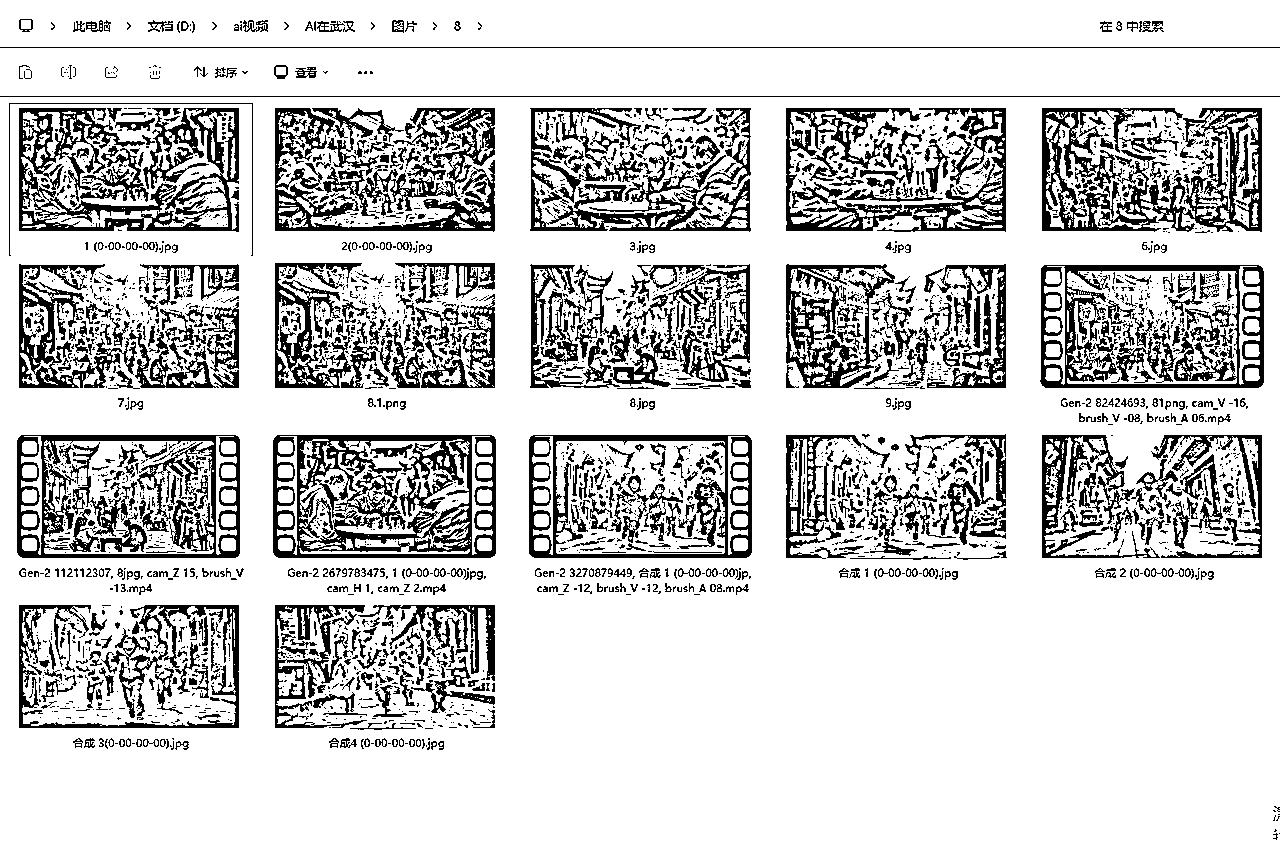 此电脑 > 文档 (D:) > ai视频 > AI在武汉 > 图片 > 8 >
在 8 中搜索
排序 查看
1 (0-00-00-00).jpg
2(0-00-00-00).jpg
3.jpg
4.jpg
6.jpg
7.jpg
8.1.png
8.jpg
9.jpg
Gen-2 82424693, 81png, cam_V -16,
brush_V -08, brush_A 06.mp4
Gen-2 112112307, 8jpg, cam_Z 15, brush_V
-13.mp4
Gen-2 2679783475, 1 (0-00-00-00)jpg,
cam_H 1, cam_Z 2.mp4
Gen-2 3270879449, 合成 1 (0-00-00-00)jp,
cam_Z -12, brush_V -12, brush_A 08.mp4
合成 1 (0-00-00-00).jpg
合成 2 (0-00-00-00).jpg
合成 3(0-00-00-00).jpg
合成4 (0-00-00-00).jpg